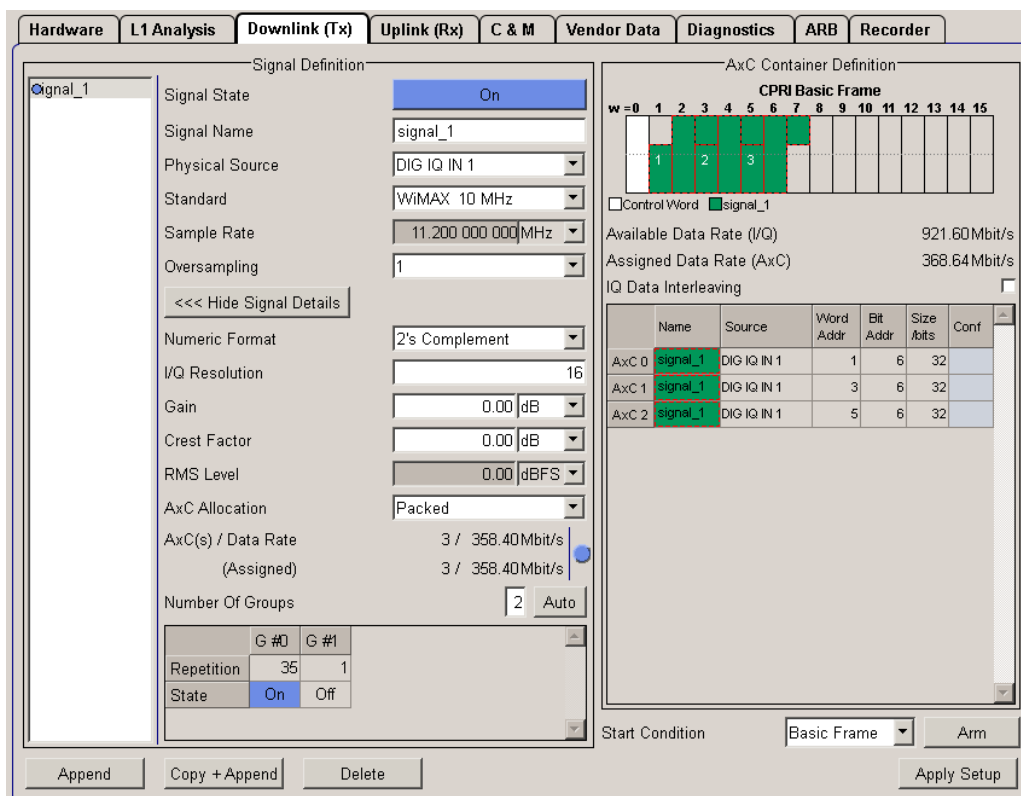 Hardware L1 Analysis Downlink (Tx) Uplink (Rx) C & M Vendor Data Diagnostics ARB Recorder
Signal Definition
ignal_1
Signal State On
Signal Name signal_1
Physical Source DIG IQ IN 1
Standard WiMAX 10 MHz
Sample Rate 11.200 000 000 MHz
Oversampling 1
<<< Hide Signal Details
Numeric Format 2's Complement
I/Q Resolution 16
Gain 0.00 dB
Crest Factor 0.00 dB
RMS Level 0.00 dBFS
AxC Allocation Packed
AxC(s) / Data Rate 3 / 358.40 Mbit/s
(Assigned) 3 / 358.40 Mbit/s
Number Of Groups 2 Auto
G #0 G #1
Repetition 35 1
State On Off
AxC Container Definition
CPRI Basic Frame
w =0 1 2 3 4 5 6 7 8 9 10 11 12 13 14 15
1 2 3
Control Word signal_1
Available Data Rate (I/Q) 921.60 Mbit/s
Assigned Data Rate (AxC) 368.64 Mbit/s
IQ Data Interleaving
Name Source Word Addr Bit Addr Size /bits Conf
AxC 0 signal_1 DIG IQ IN 1 1 6 32
AxC 1 signal_1 DIG IQ IN 1 3 6 32
AxC 2 signal_1 DIG IQ IN 1 5 6 32
Start Condition Basic Frame Arm
Append Copy + Append Delete Apply Setup